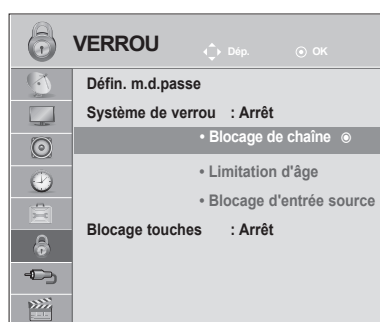 VERROU
Dép.
OK
Défin. m.d.passe
Système de verrou : Arrêt
• Blocage de chaîne
• Limitation d'âge
• Blocage d'entrée source
Blocage touches : Arrêt